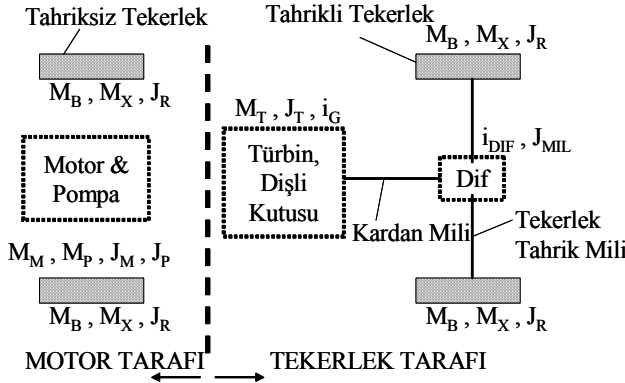 Tahriksiz Tekerlek
M_B , M_X , J_R
Motor &
Pompa
M_M , M_P , J_M , J_P
M_B , M_X , J_R
MOTOR TARAFI
Tahrikli Tekerlek
M_B , M_X , J_R
M_T , J_T , i_G
Türbin,
Dişli
Kutusu
i_DIF , J_MIL
Dif
Kardan Mili
Tekerlek
Tahrik Mili
M_B , M_X , J_R
TEKERLEK TARAFI